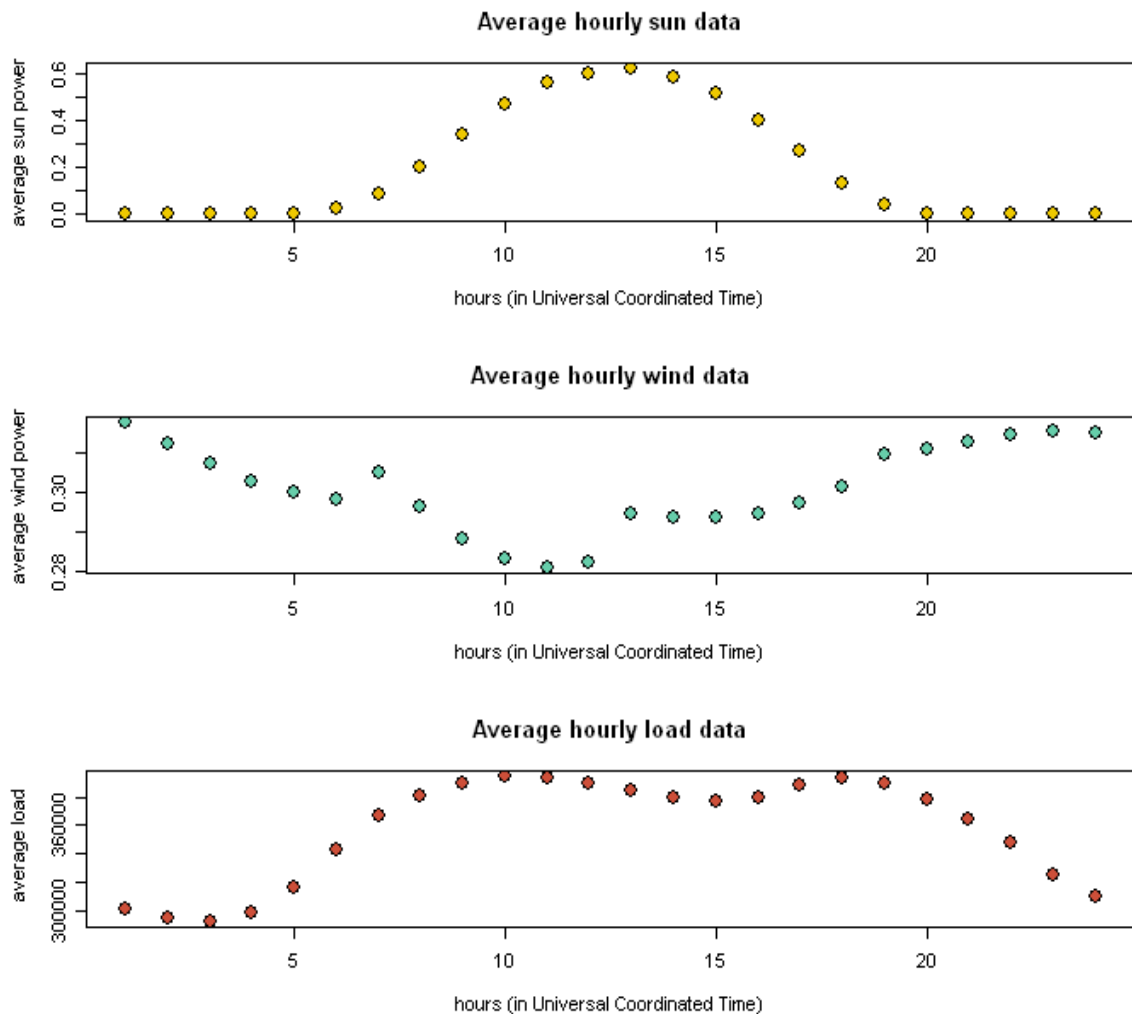 Average hourly sun data
average sun power
0.0 0.2 0.4 0.6
5 10 15 20
hours (in Universal Coordinated Time)
Average hourly wind data
average wind power
0.28 0.30
5 10 15 20
hours (in Universal Coordinated Time)
Average hourly load data
average load
300000 360000
5 10 15 20
hours (in Universal Coordinated Time)